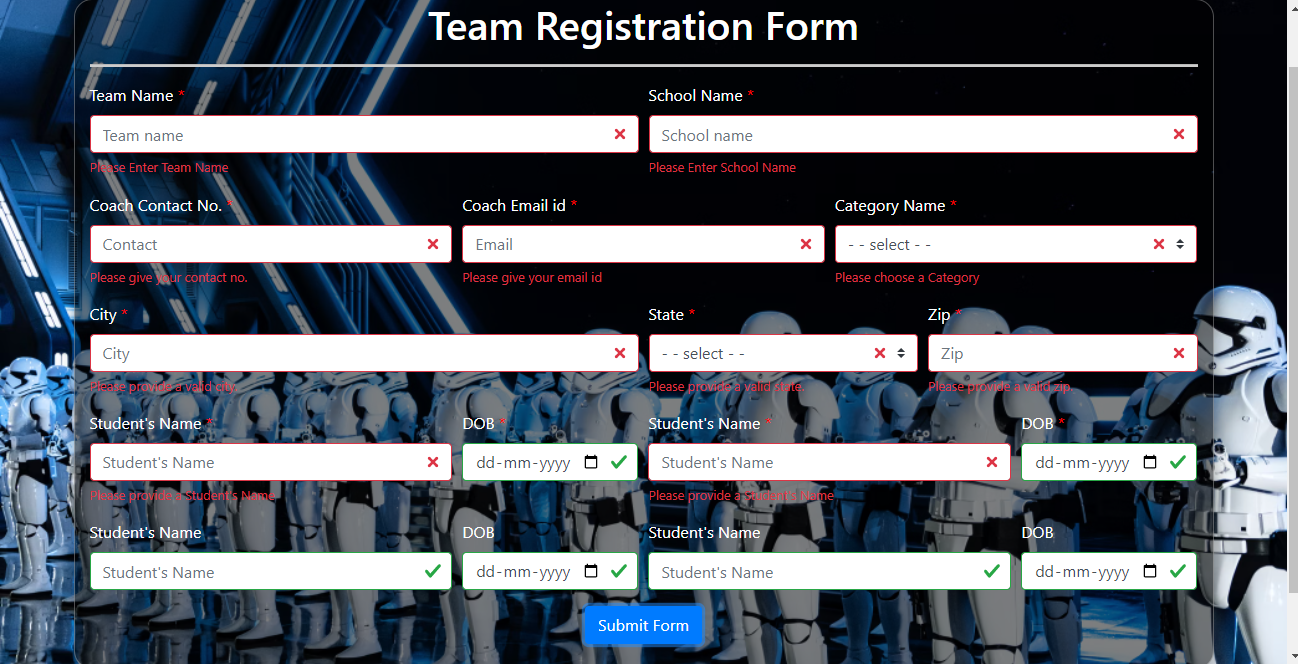 Team Registration Form
Team Name * School Name *
Team name School name
Please Enter Team Name Please Enter School Name
Coach Contact No. * Coach Email id * Category Name *
Contact Email - - select - -
Please give your contact no. Please give your email id Please choose a Category
City * State * Zip *
City - - select - - Zip
Please provide a valid city. Please provide a valid state. Please provide a valid zip.
Student's Name * DOB * Student's Name * DOB *
Student's Name dd-mm-yyyy Student's Name dd-mm-yyyy
Please provide a Student's Name Please provide a Student's Name
Student's Name DOB Student's Name DOB
Student's Name dd-mm-yyyy Student's Name dd-mm-yyyy
Submit Form